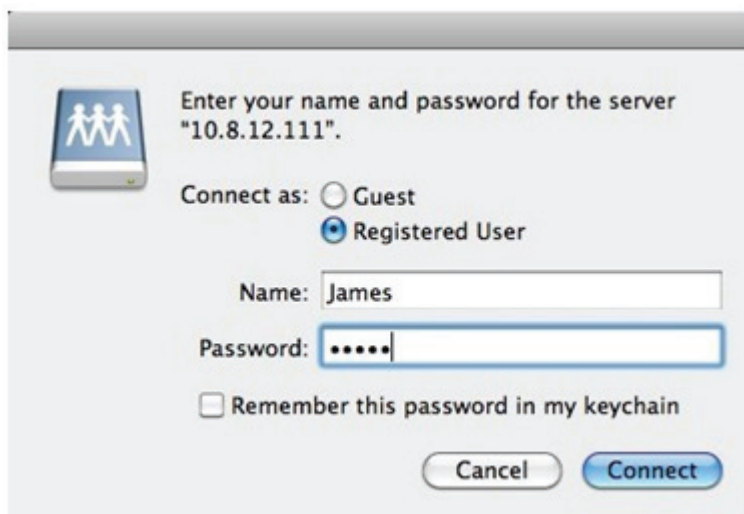 Enter your name and password for the server
“10.8.12.111”.
Connect as: Guest
Registered User
Name: James
Password: •••••
Remember this password in my keychain
Cancel Connect